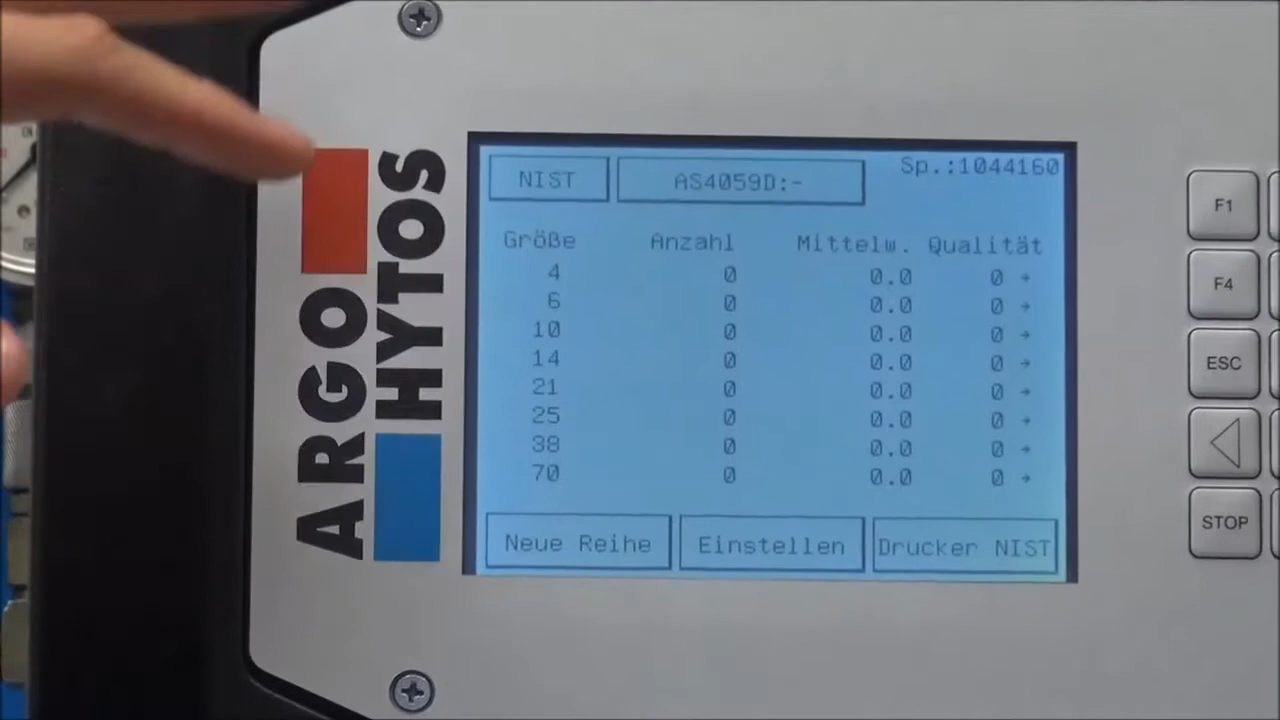 ARGO
HYTOS
NIST AS4059D:- Sp.:1044160
Größe Anzahl Mittelw. Qualität
4 0 0.0 0 →
6 0 0.0 0 →
10 0 0.0 0 →
14 0 0.0 0 →
21 0 0.0 0 →
25 0 0.0 0 →
38 0 0.0 0 →
70 0 0.0 0 →
Neue Reihe Einstellen Drucker NIST
F1
F4
ESC
STOP